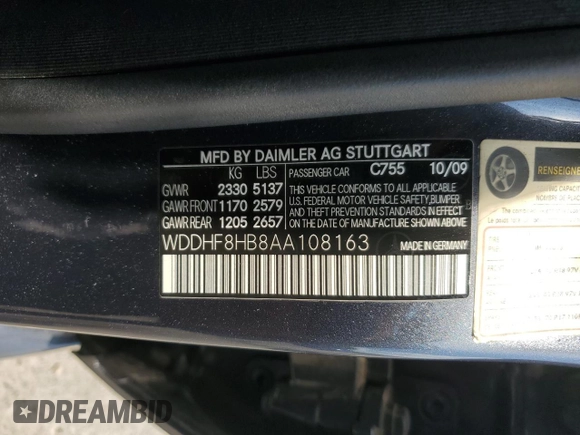 MFD BY DAIMLER AG STUTTGART
KG LBS PASSENGER CAR C755 10/09
GVWR 2330 5137
GAWR FRONT 1170 2579
GAWR REAR 1205 2657
THIS VEHICLE CONFORMS TO ALL APPLICABLE
U.S. FEDERAL MOTOR VEHICLE SAFETY,BUMPER
AND THEFT PREVENTION STANDARDS IN EFFECT
ON THE DATE OF MANUFACTURE SHOWN ABOVE.
WDDHF8HB8AA108163 MADE IN GERMANY
RENSEIGNE
DREAMBID